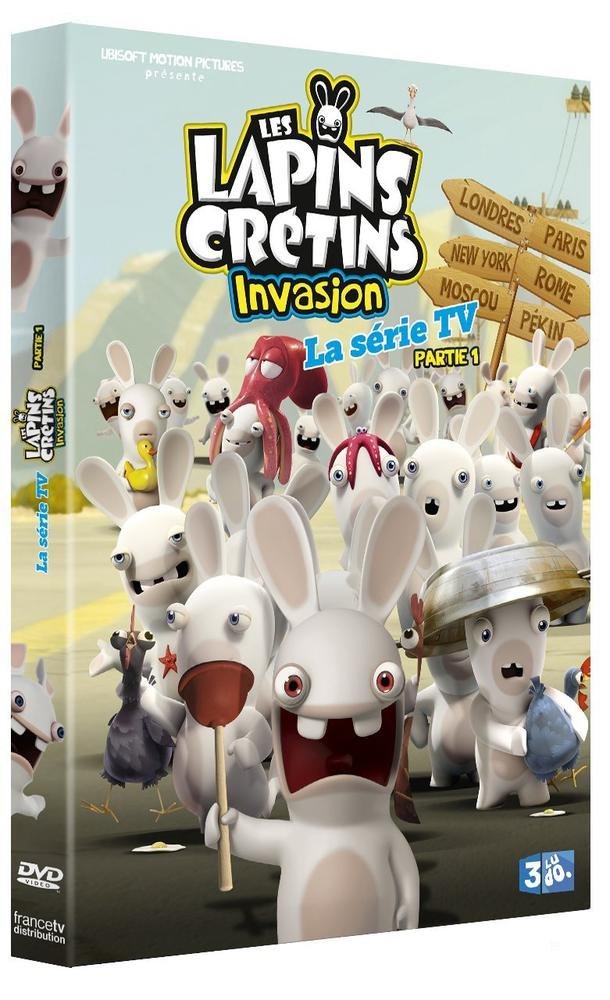 UBISOFT MOTION PICTURES
présente
LES
LAPINS
CRÉTINS
Invasion
La série TV
PARTIE 1
LONDRES
PARIS
NEW YORK
ROME
MOSCOU
PÉKIN
3 LUDO.
PARTIE 1
LES
LAPINS
CRÉTINS
Invasion
La série TV
DVD
VIDEO
francetv
distribution